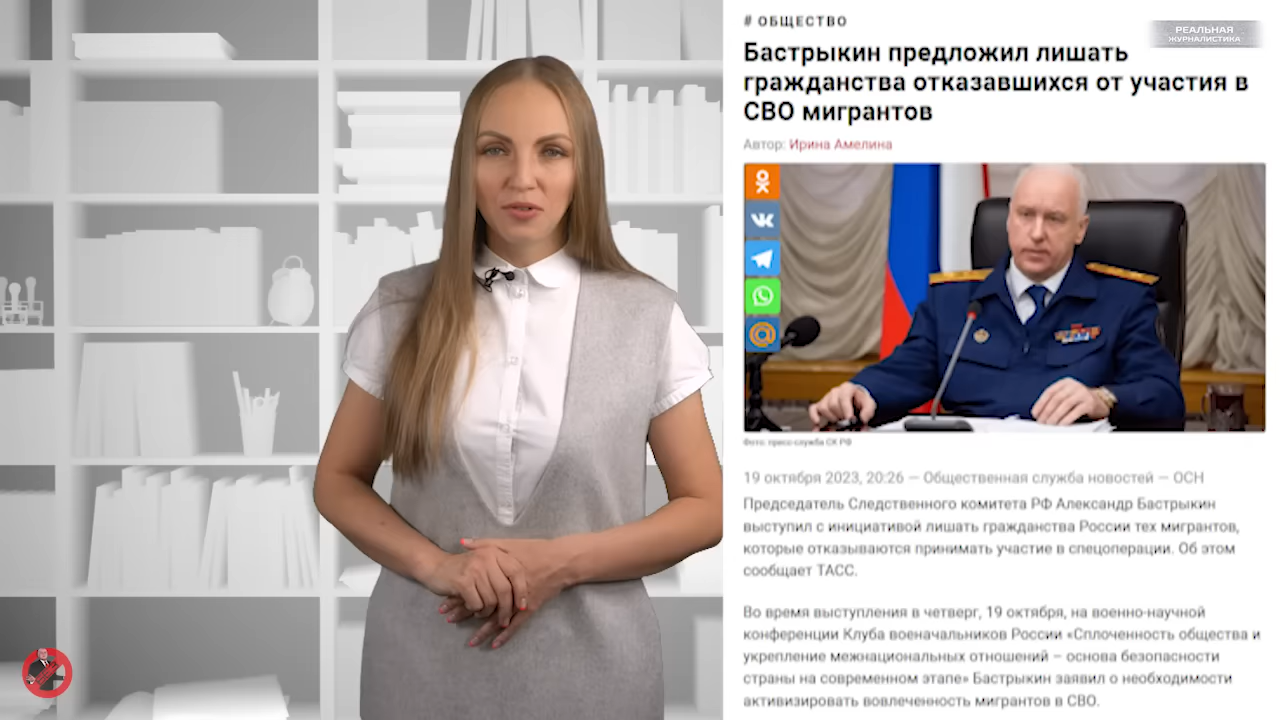 # ОБЩЕСТВО
РЕАЛЬНАЯ
ЖУРНАЛИСТИКА
Бастрыкин предложил лишать
гражданства отказавшихся от участия в
СВО мигрантов
Автор: Ирина Амелина
Фото: пресс-служба СК РФ
19 октября 2023, 20:26 — Общественная служба новостей — ОСН
Председатель Следственного комитета РФ Александр Бастрыкин
выступил с инициативой лишать гражданства России тех мигрантов,
которые отказываются принимать участие в спецоперации. Об этом
сообщает ТАСС.
Во время выступления в четверг, 19 октября, на военно-научной
конференции Клуба военачальников России «Сплоченность общества и
укрепление межнациональных отношений – основа безопасности
страны на современном этапе» Бастрыкин заявил о необходимости
активизировать вовлеченность мигрантов в СВО.